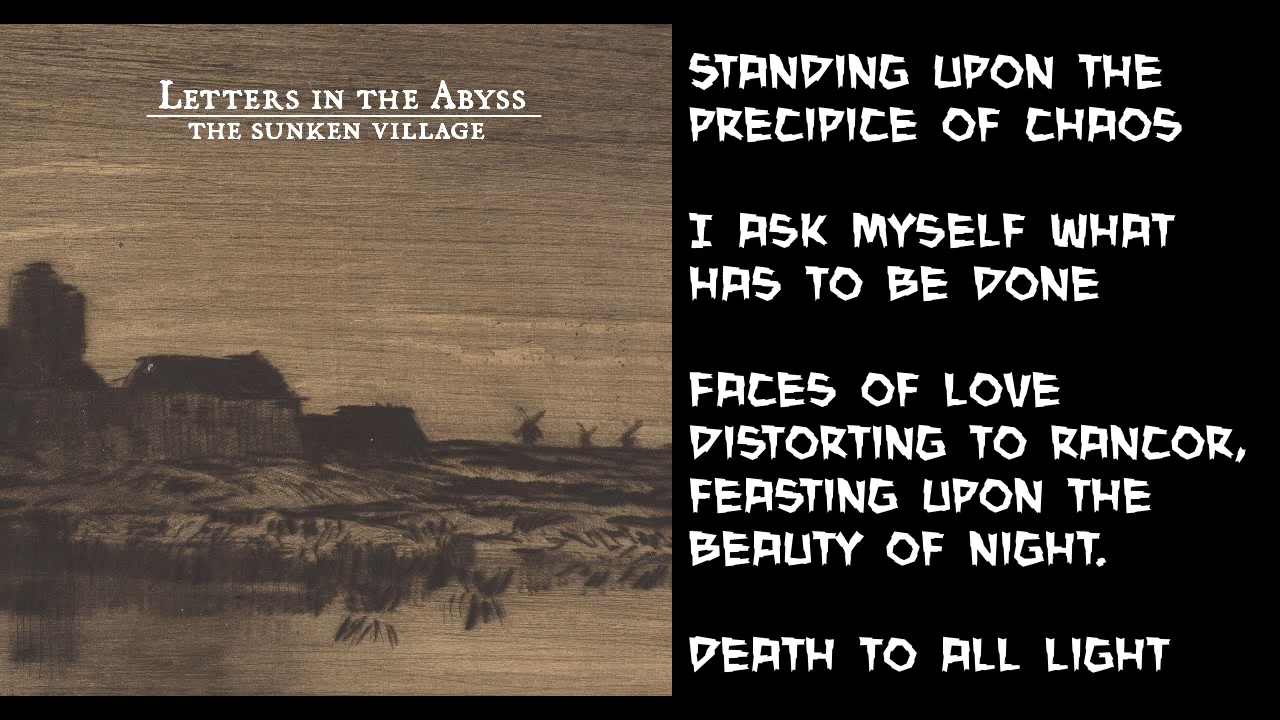 LETTERS IN THE ABYSS
THE SUNKEN VILLAGE
STANDING UPON THE
PRECIPICE OF CHAOS
I ASK MYSELF WHAT
HAS TO BE DONE
FACES OF LOVE
DISTORTING TO RANCOR,
FEASTING UPON THE
BEAUTY OF NIGHT.
DEATH TO ALL LIGHT